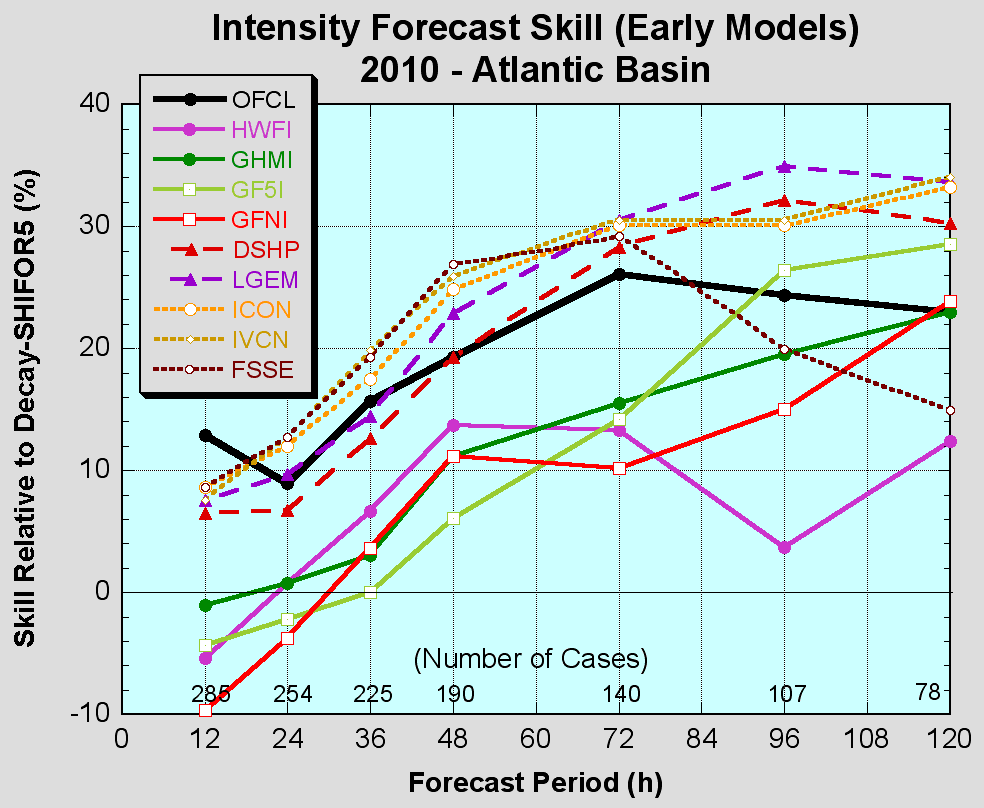 Intensity Forecast Skill (Early Models)
2010 - Atlantic Basin
OFCL
HWFI
GHMI
GF5I
GFNI
DSHP
LGEM
ICON
IVCN
FSSE
Skill Relative to Decay-SHIFOR5 (%)
40
30
20
10
0
-10
(Number of Cases)
285 254 225 190 140 107 78
0 12 24 36 48 60 72 84 96 108 120
Forecast Period (h)